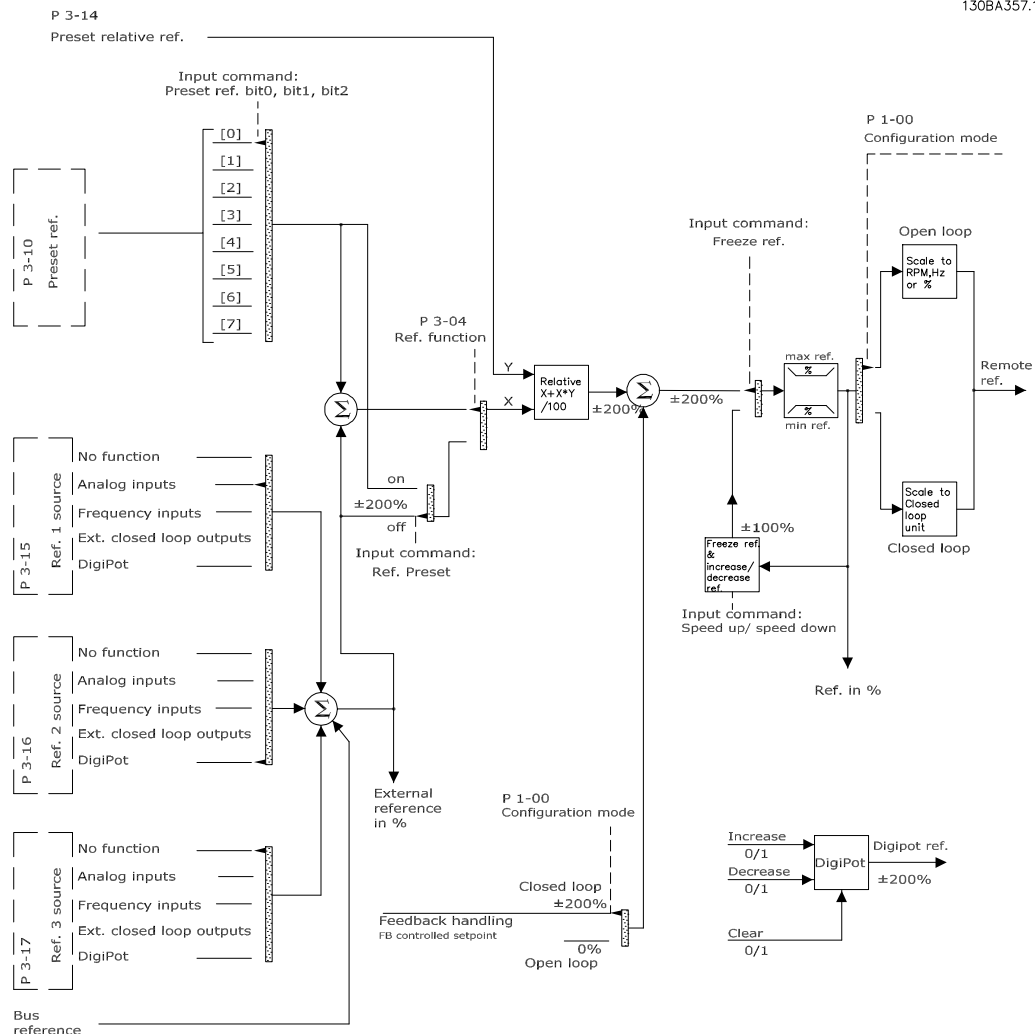 130BA357.1
P 3-14
Preset relative ref.
Input command:
Preset ref. bit0, bit1, bit2
[0]
[1]
[2]
[3]
[4]
[5]
[6]
[7]
P 3-10
Preset ref.
P 1-00
Configuration mode
Input command:
Freeze ref.
Open loop
Scale to
RPM,Hz
or %
P 3-04
Ref. function
Y
X
Relative
X+X*Y
/100
±200%
Σ
±200%
max ref.
%
%
min ref.
Remote
ref.
Σ
on
±200%
off
Input command:
Ref. Preset
±100%
Freeze ref.
&
increase/
decrease
ref.
Input command:
Speed up/ speed down
Scale to
Closed
loop
unit
Closed loop
Ref. in %
P 3-15
Ref. 1 source
No function
Analog inputs
Frequency inputs
Ext. closed loop outputs
DigiPot
P 3-16
Ref. 2 source
No function
Analog inputs
Frequency inputs
Ext. closed loop outputs
DigiPot
Σ
External
reference
in %
P 3-17
Ref. 3 source
No function
Analog inputs
Frequency inputs
Ext. closed loop outputs
DigiPot
Bus
reference
P 1-00
Configuration mode
Closed loop
±200%
Feedback handling
FB controlled setpoint
0%
Open loop
Increase
0/1
Decrease
0/1
Clear
0/1
DigiPot
Digipot ref.
±200%